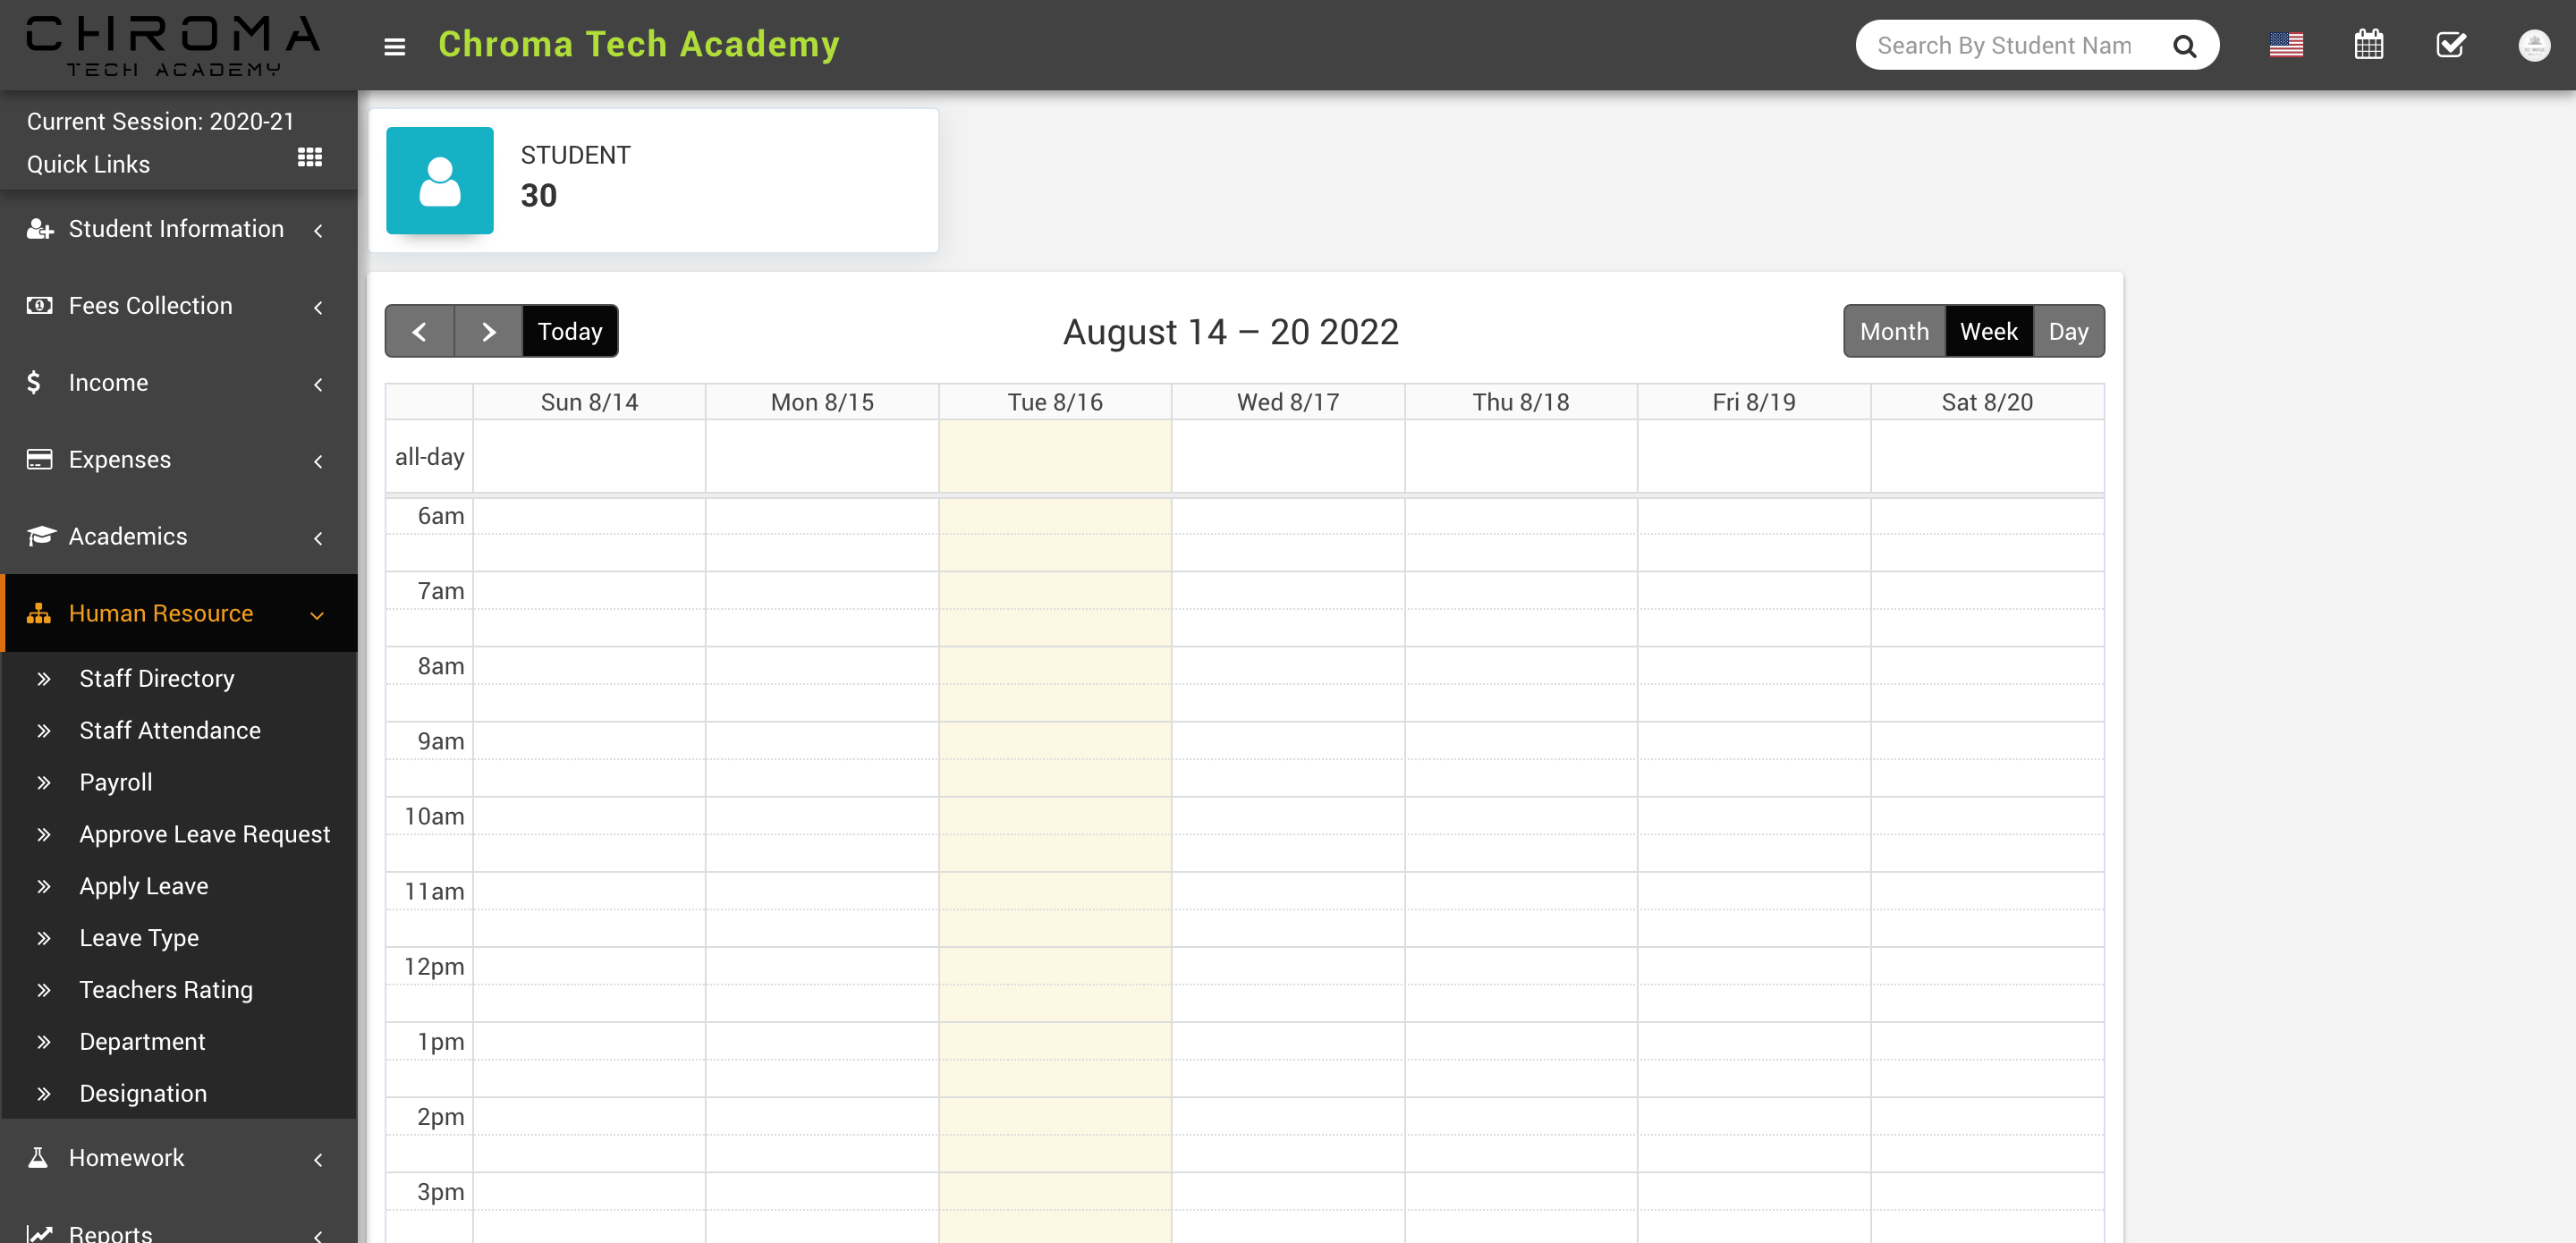 CHROMA
TECH ACADEMY
Chroma Tech Academy
Search By Student Nam
Current Session: 2020-21
Quick Links
Student Information
Fees Collection
Income
Expenses
Academics
Human Resource
Staff Directory
Staff Attendance
Payroll
Approve Leave Request
Apply Leave
Leave Type
Teachers Rating
Department
Designation
Homework
Reports
STUDENT
30
Today
August 14 – 20 2022
Month Week Day
Sun 8/14 Mon 8/15 Tue 8/16 Wed 8/17 Thu 8/18 Fri 8/19 Sat 8/20
all-day
6am
7am
8am
9am
10am
11am
12pm
1pm
2pm
3pm